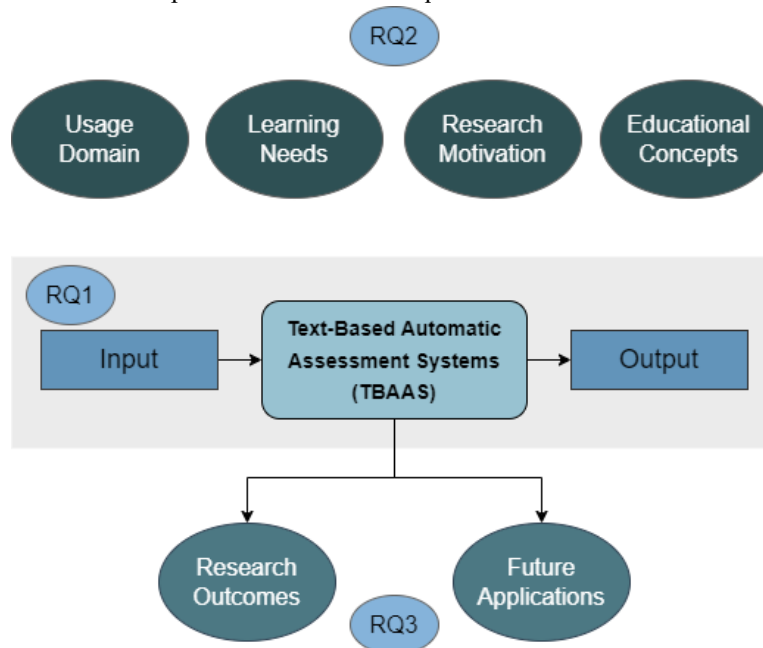 RQ2
Usage
Domain
Learning
Needs
Research
Motivation
Educational
Concepts
RQ1
Input
Text-Based Automatic
Assessment Systems
(TBAAS)
Output
Research
Outcomes
Future
Applications
RQ3